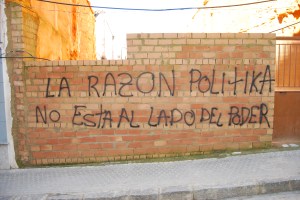 LA RAZON POLITIKA
NO ESTA AL LADO DEL PODER